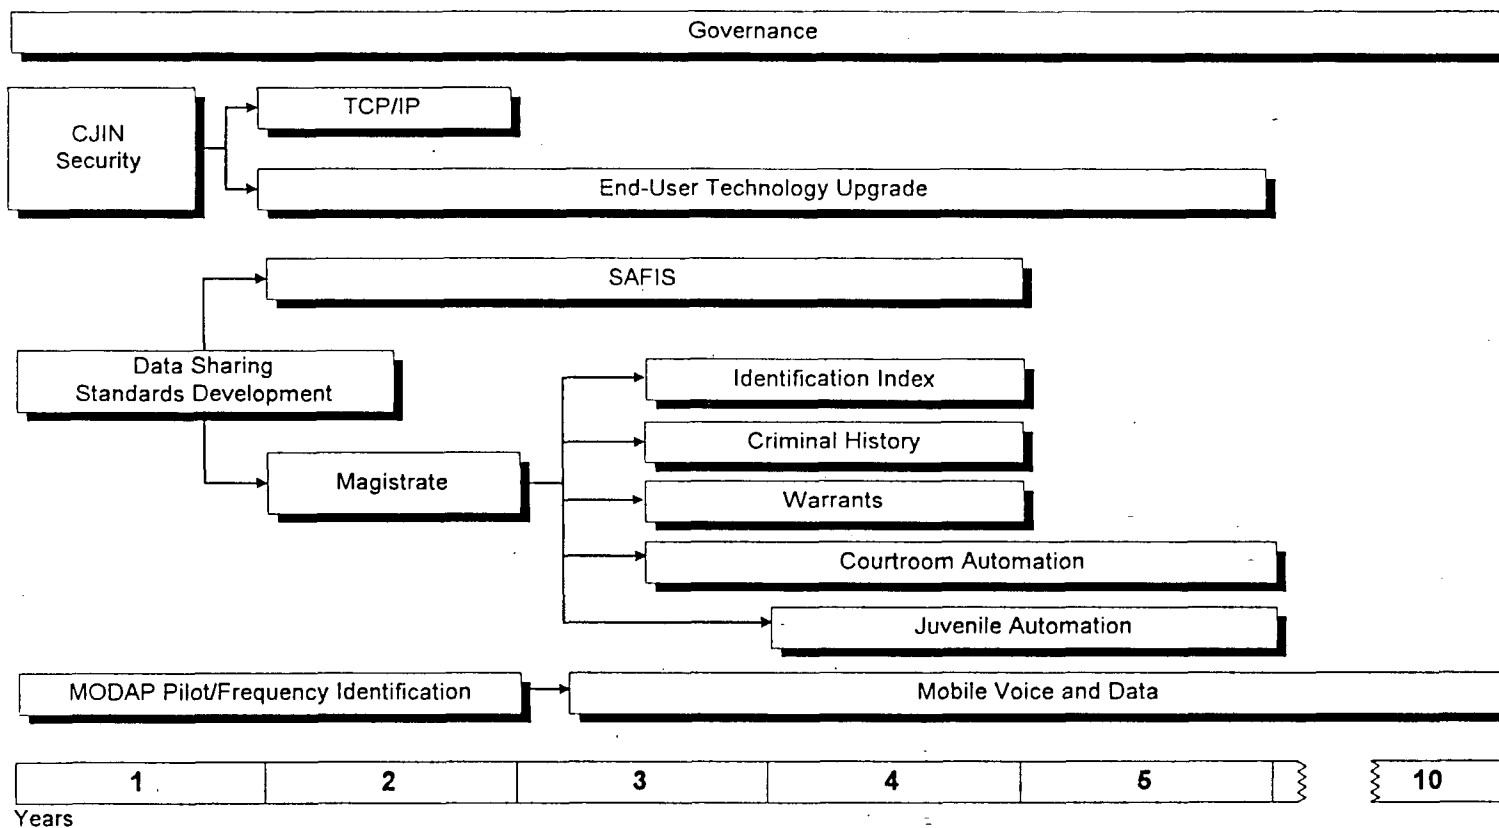 Governance
TCP/IP
CJIN
Security
End-User Technology Upgrade
SAFIS
Data Sharing
Standards Development
Identification Index
Criminal History
Magistrate
Warrants
Courtroom Automation
Juvenile Automation
MODAP Pilot/Frequency Identification
Mobile Voice and Data
1 2 3 4 5 10
Years